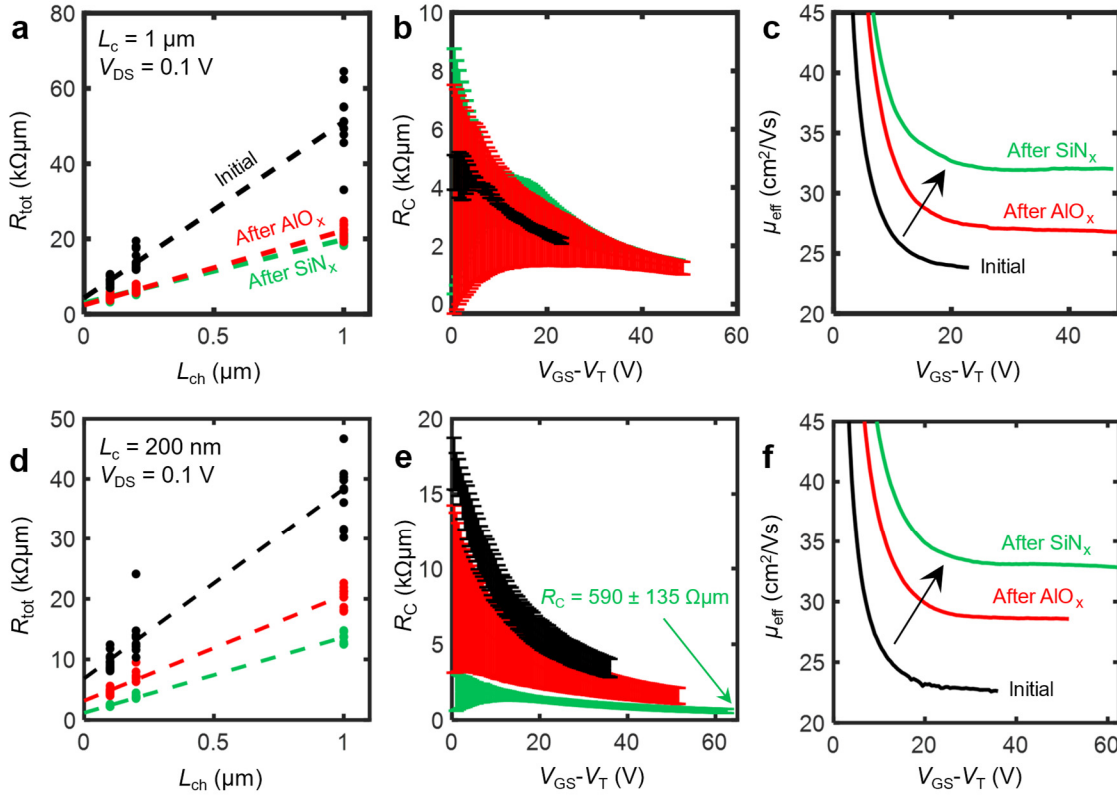 a
L_c = 1 µm
V_DS = 0.1 V
Initial
After AlO_x
After SiN_x
R_tot (kΩµm)
80
60
40
20
0
0
0.5
1
L_ch (µm)
b
R_C (kΩµm)
10
8
6
4
2
0
0
20
40
60
V_GS-V_T (V)
c
µ_eff (cm²/Vs)
45
40
35
30
25
20
After SiN_x
After AlO_x
Initial
0
20
40
V_GS-V_T (V)
d
L_c = 200 nm
V_DS = 0.1 V
R_tot (kΩµm)
50
40
30
20
10
0
0
0.5
1
L_ch (µm)
e
R_C (kΩµm)
20
15
10
5
0
R_C = 590 ± 135 Ωµm
0
20
40
60
V_GS-V_T (V)
f
µ_eff (cm²/Vs)
45
40
35
30
25
20
After SiN_x
After AlO_x
Initial
0
20
40
60
V_GS-V_T (V)